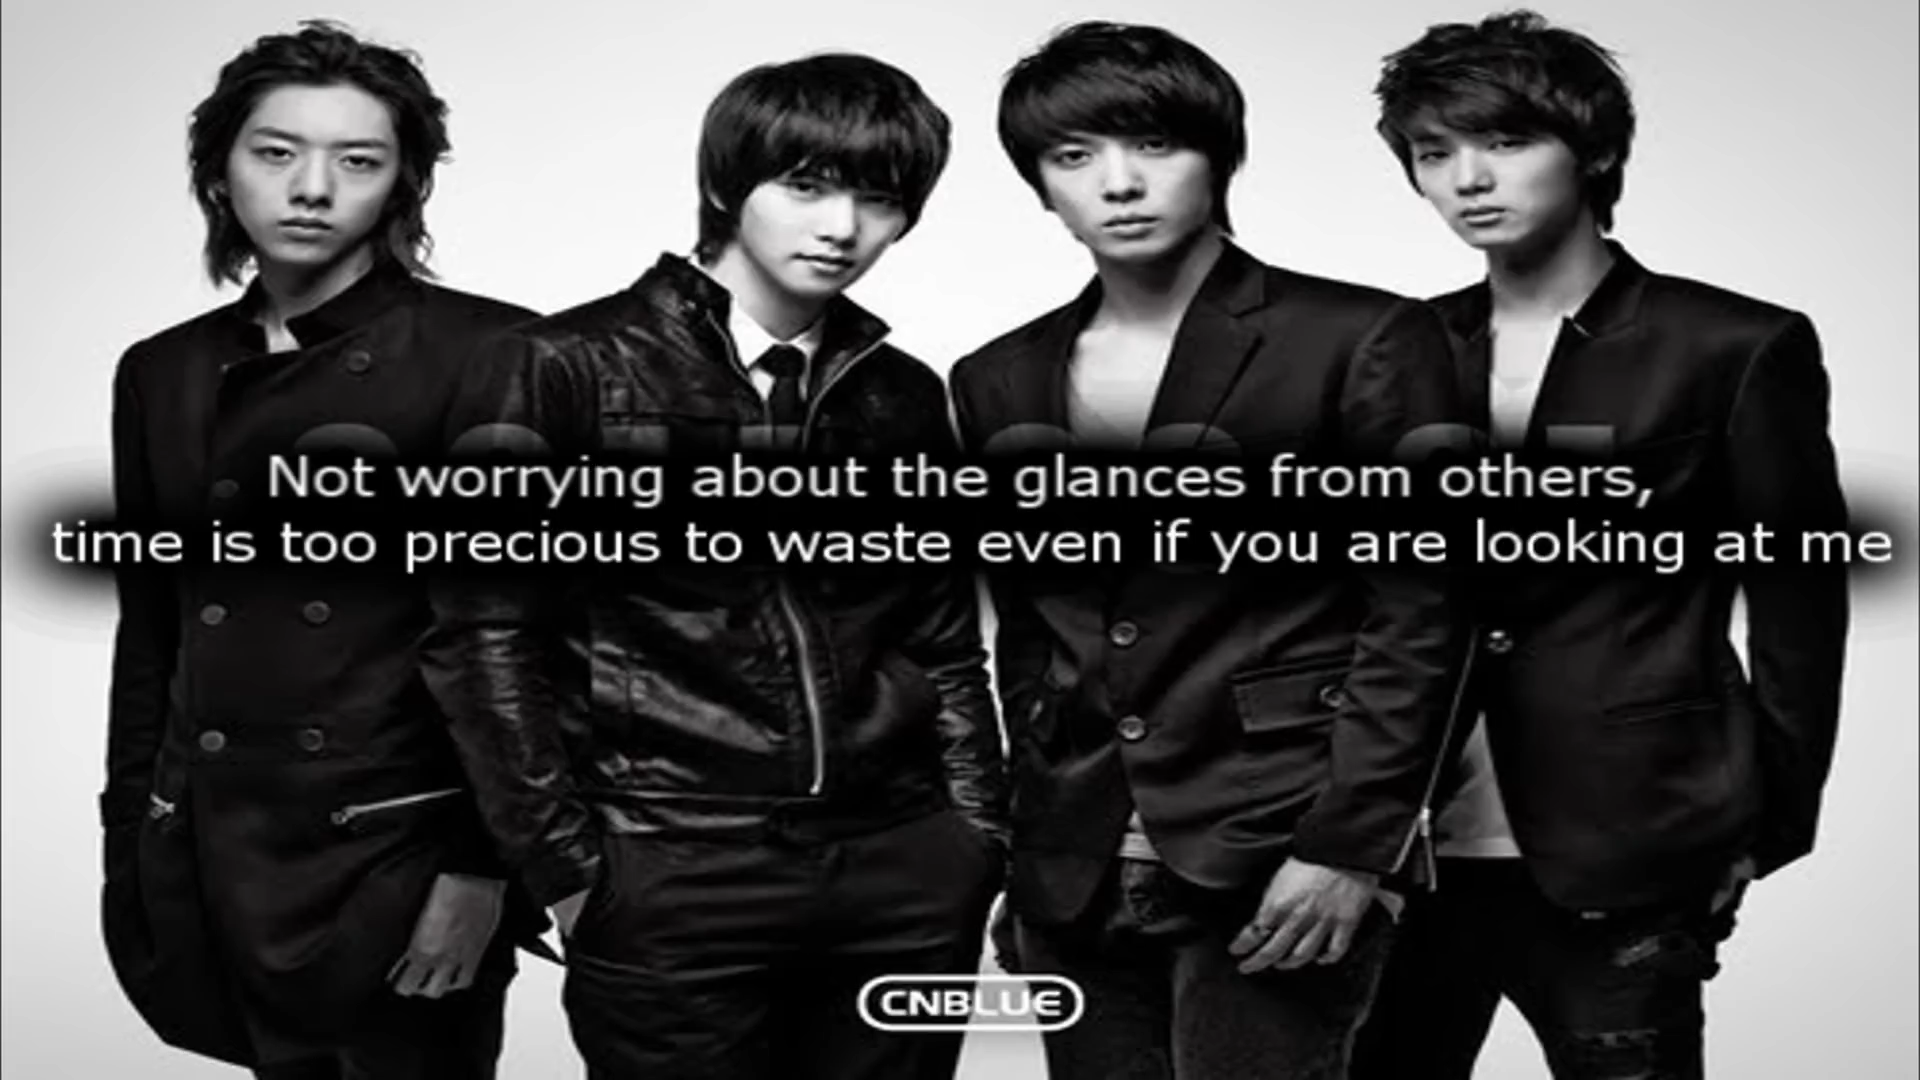 Not worrying about the glances from others,
time is too precious to waste even if you are looking at me
CNBLUE